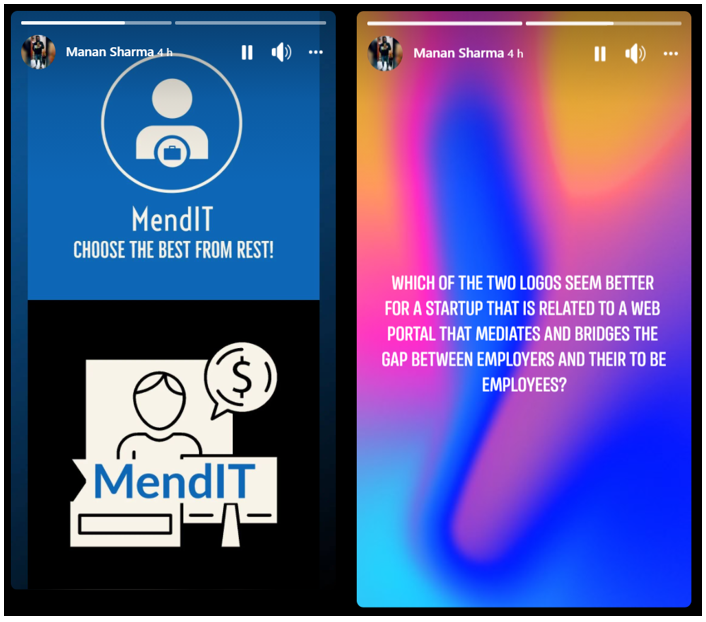 Manan Sharma 4 h
MendIT
CHOOSE THE BEST FROM REST!
$
MendIT
Manan Sharma 4 h
WHICH OF THE TWO LOGOS SEEM BETTER
FOR A STARTUP THAT IS RELATED TO A WEB
PORTAL THAT MEDIATES AND BRIDGES THE
GAP BETWEEN EMPLOYERS AND THEIR TO BE
EMPLOYEES?